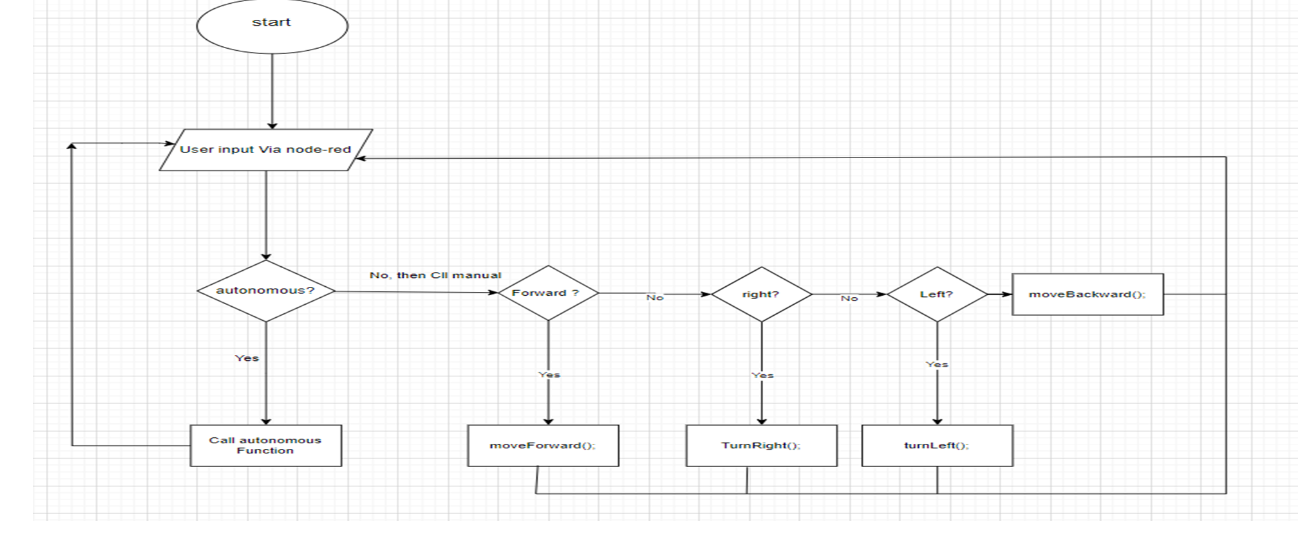 start
User input Via node-red
autonomous?
No, then Cll manual
Forward ?
No
right?
No
Left?
moveBackward();
Yes
Yes
Yes
Yes
Call autonomous
Function
moveForward();
TurnRight();
turnLeft();